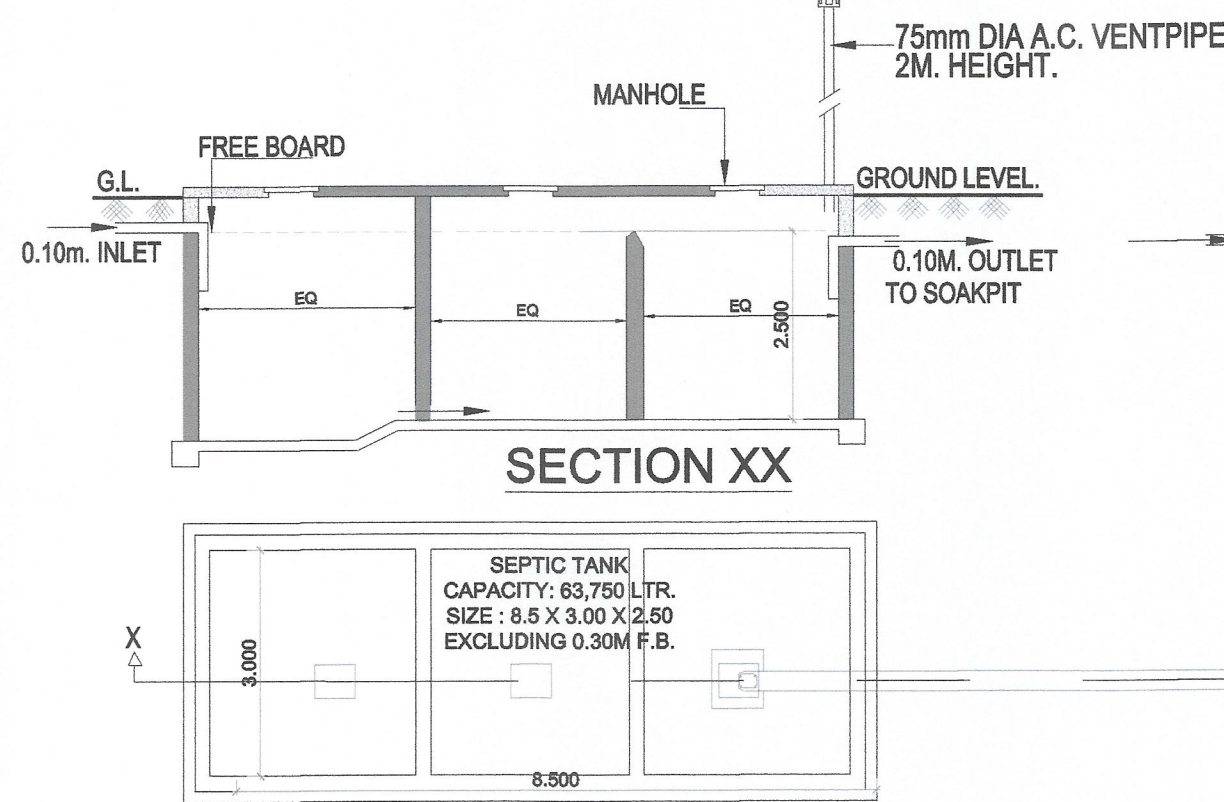 75mm DIA A.C. VENTPIPE
2M. HEIGHT.
MANHOLE
FREE BOARD
G.L.
GROUND LEVEL.
0.10m. INLET
0.10M. OUTLET
TO SOAKPIT
EQ
EQ
EQ
2.500
SECTION XX
SEPTIC TANK
CAPACITY: 63,750 LTR.
SIZE : 8.5 X 3.00 X 2.50
EXCLUDING 0.30M F.B.
X
3.000
8.500